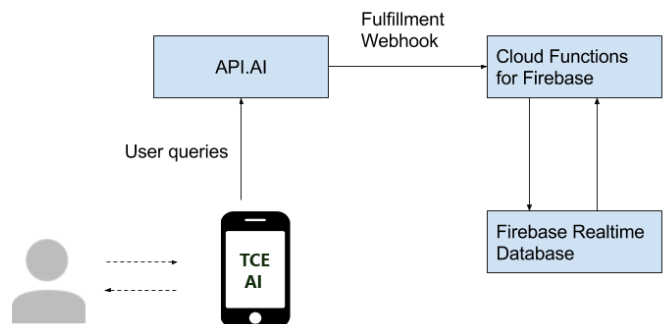 Fulfillment
Webhook
API.AI
Cloud Functions
for Firebase
User queries
TCE
AI
Firebase Realtime
Database